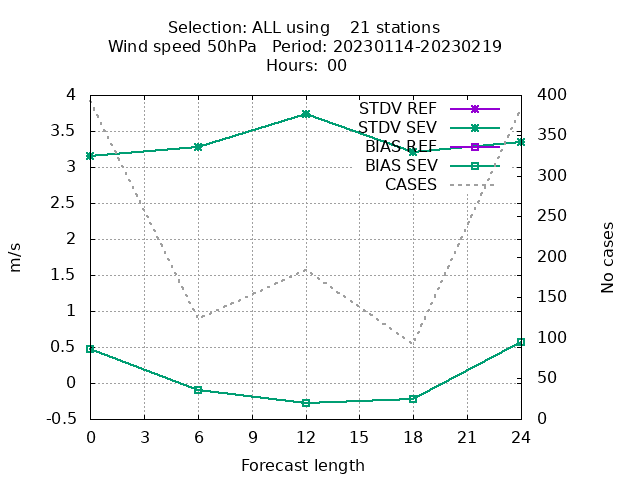 Selection: ALL using    21 stations
Wind speed 50hPa   Period: 20230114-20230219
Hours: 00
STDV REF
STDV SEV
BIAS REF
BIAS SEV
CASES
4
3.5
3
2.5
2
1.5
1
0.5
0
-0.5
m/s
400
350
300
250
200
150
100
50
0
No cases
0 3 6 9 12 15 18 21 24
Forecast length